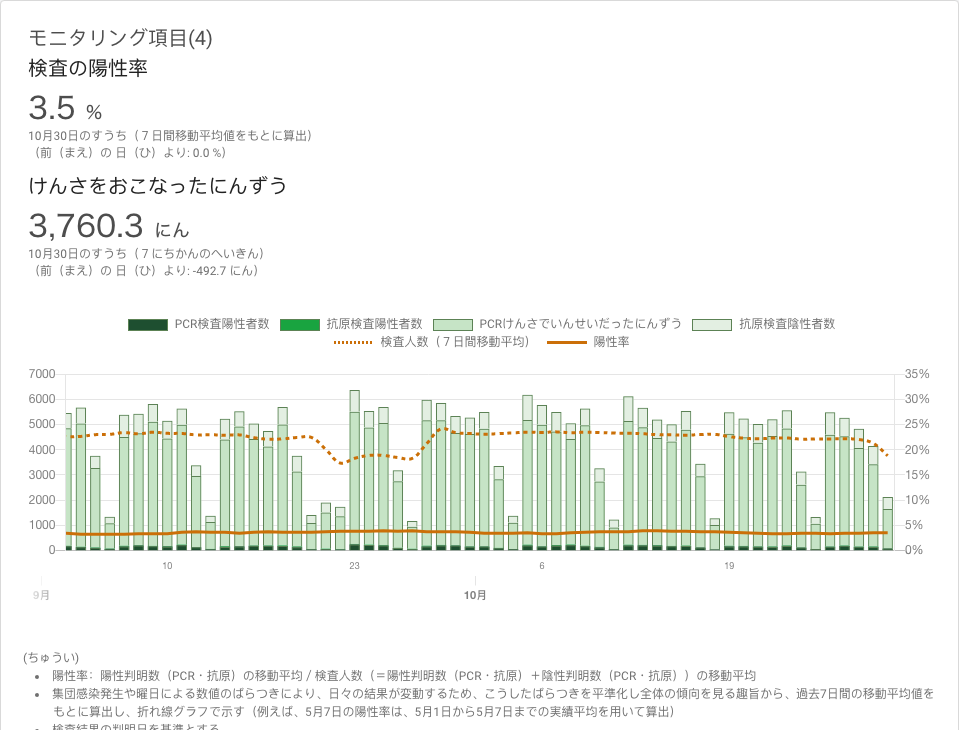 モニタリング項目(4)
検査の陽性率
3.5 %
10月30日のすうち（７日間移動平均値をもとに算出）
（前（まえ）の 日（ひ）より: 0.0 %）
けんさをおこなったにんずう
3,760.3 にん
10月30日のすうち（７にちかんのへいきん）
（前（まえ）の 日（ひ）より: -492.7 にん）
PCR検査陽性者数 抗原検査陽性者数 PCRけんさでいんせいだったにんずう 抗原検査陰性者数
検査人数（７日間移動平均） 陽性率
7000 35%
6000 30%
5000 25%
4000 20%
3000 15%
2000 10%
1000 5%
0 0%
10 23 6 19
9月 10月
(ちゅうい)
陽性率：陽性判明数（PCR・抗原）の移動平均 / 検査人数（＝陽性判明数（PCR・抗原）＋陰性判明数（PCR・抗原））の移動平均
集団感染発生や曜日による数値のばらつきにより、日々の結果が変動するため、こうしたばらつきを平準化し全体の傾向を見る趣旨から、過去7日間の移動平均値を
もとに算出し、折れ線グラフで示す（例えば、5月7日の陽性率は、5月1日から5月7日までの実績平均を用いて算出）
検査結果の判明日を基準とする